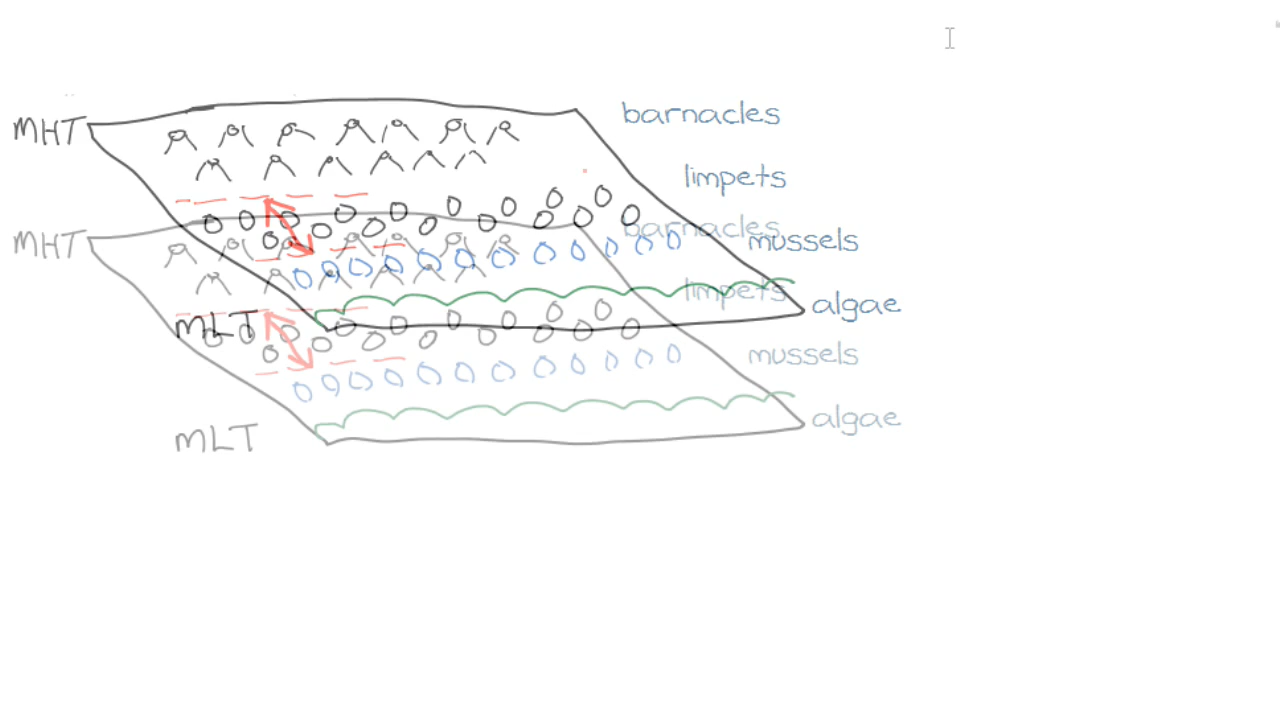 barnacles
MHT
limpets
barnacles
MHT
mussels
limpets
algae
MLT
mussels
algae
MLT